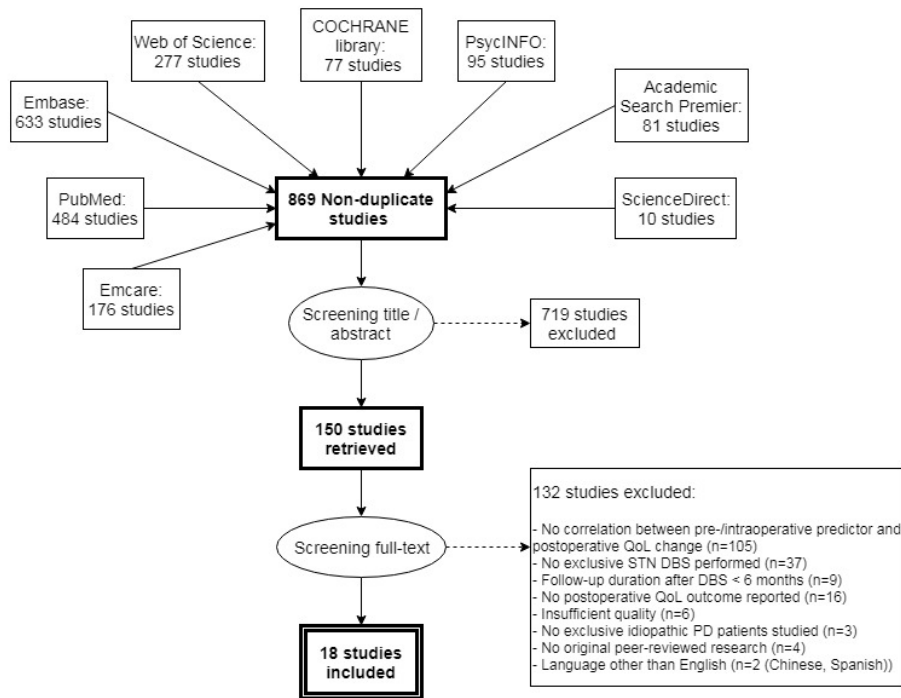 COCHRANE
library:
77 studies
Web of Science:
277 studies
PsycINFO:
95 studies
Academic
Search Premier:
81 studies
Embase:
633 studies
869 Non-duplicate
studies
PubMed:
484 studies
ScienceDirect:
10 studies
Emcare:
176 studies
Screening title /
abstract
719 studies
excluded
150 studies
retrieved
Screening full-text
132 studies excluded:
- No correlation between pre-/intraoperative predictor and
postoperative QoL change (n=105)
- No exclusive STN DBS performed (n=37)
- Follow-up duration after DBS < 6 months (n=9)
- No postoperative QoL outcome reported (n=16)
- Insufficient quality (n=6)
- No exclusive idiopathic PD patients studied (n=3)
- No original peer-reviewed research (n=4)
- Language other than English (n=2 (Chinese, Spanish))
18 studies
included